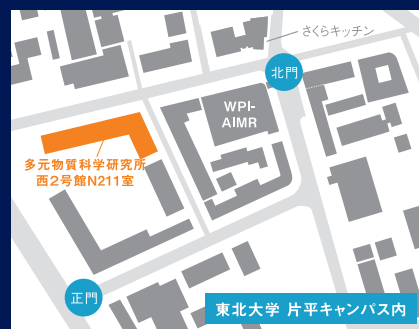 さくらキッチン
北門
WPI-
AIMR
多元物質科学研究所
西2号館N211室
正門
東北大学 片平キャンパス内